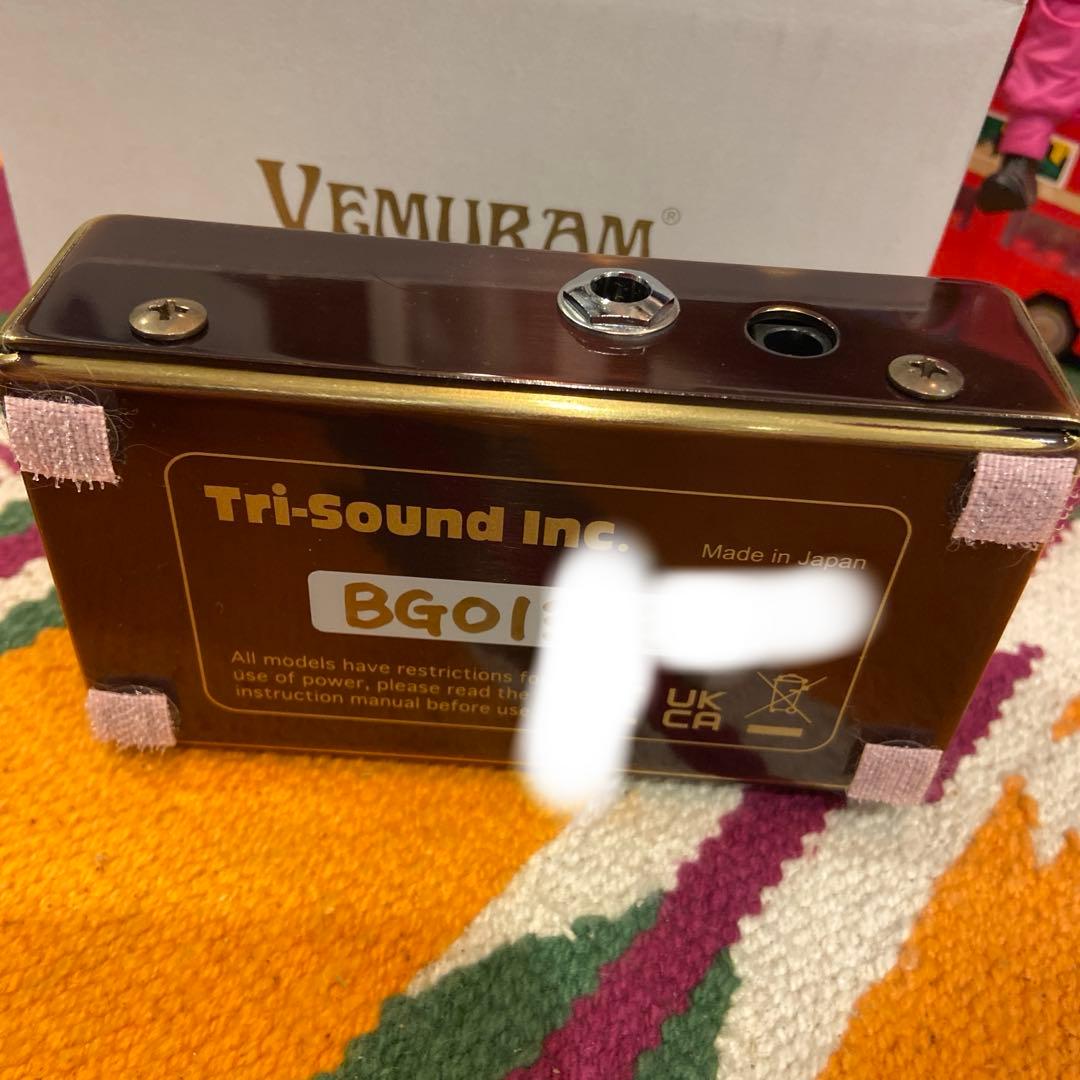 VEMURAM®
Tri-Sound Inc.
Made in Japan
BG01
All models have restrictions
use of power, please read the
instruction manual before use
UK
CA